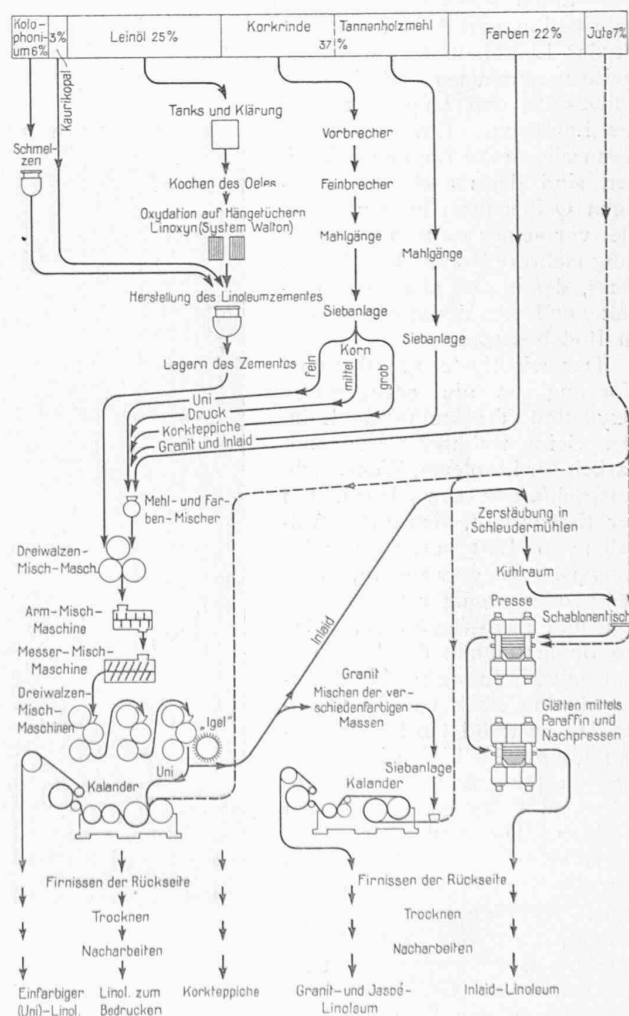 Kolo-
phoni-
um 6%
3%
Kaurikopal
Leinöl 25%
Korkrinde
Tannenholzmehl
37 %
Farben 22%
Jute 7%
Tanks und Klärung
Schmel-
zen
Kochen des Oeles
Oxydation auf Hängetüchern
Linoxyn (System Walton)
Herstellung des Linoleumzementes
Lagern des Zementes
Vorbrecher
Feinbrecher
Mahlgänge
Siebanlage
Korn
fein
mittel
grob
Mahlgänge
Siebanlage
Uni
Druck
Korkteppiche
Granit und Inlaid
Mehl- und Far-
ben-Mischer
Dreiwalzen-
Misch-Masch.
Arm-Misch-
Maschine
Messer-Misch-
Maschine
Dreiwalzen-
Misch-
Maschinen
„Igel“
Uni
Kalander
Inlaid
Zerstäubung in
Schleudermühlen
Kühlraum
Presse
Schablonentisch
Granit
Mischen der ver-
schiedenfarbigen
Massen
Siebanlage
Kalander
Glätten mittels
Paraffin und
Nachpressen
Firnissen der Rückseite
Trocknen
Nacharbeiten
Firnissen der Rückseite
Trocknen
Nacharbeiten
Einfarbiger
(Uni)-Linol.
Linol. zum
Bedrucken
Korkteppiche
Granit- und Jaspé-
Linoleum
Inlaid-Linoleum